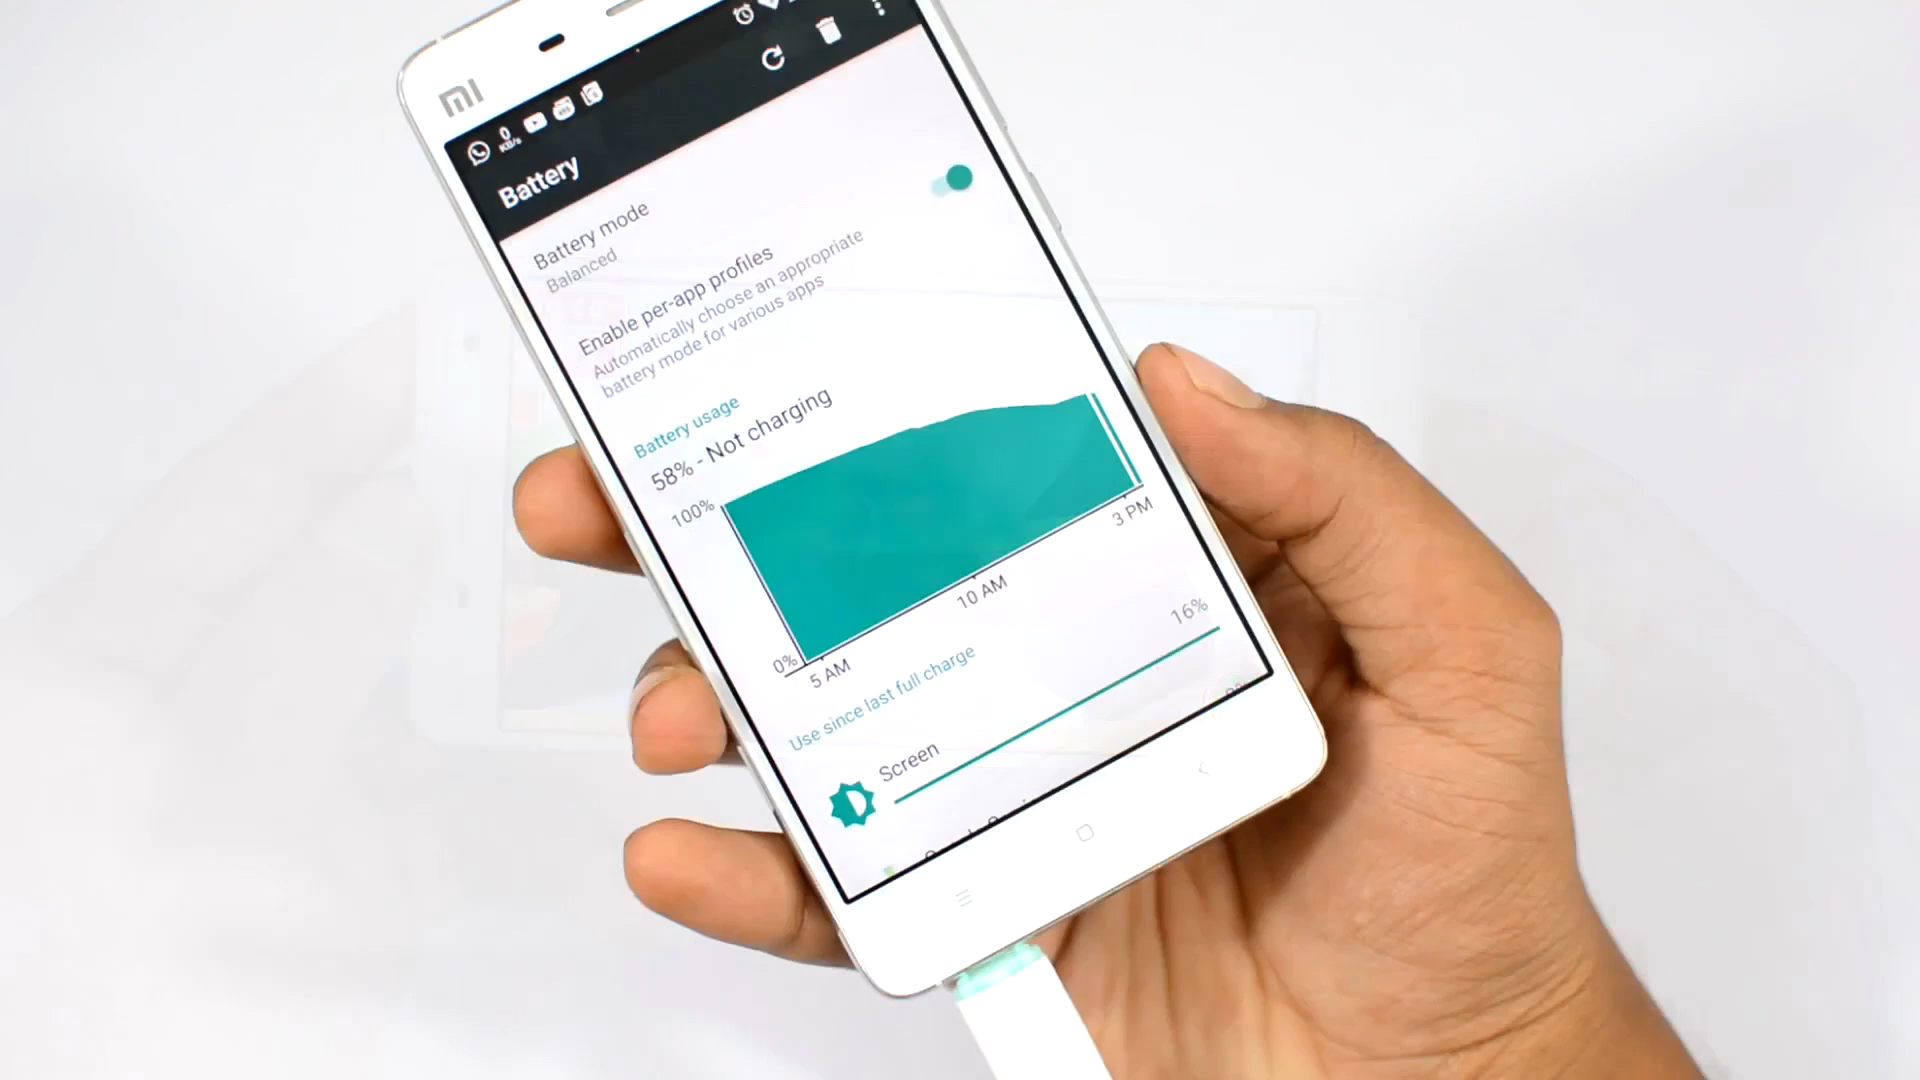 mi
0
KB/s
Battery
Battery mode
Balanced
Enable per-app profiles
Automatically choose an appropriate
battery mode for various apps
Battery usage
58% - Not charging
100%
0%
5 AM
10 AM
3 PM
Use since last full charge
Screen
16%